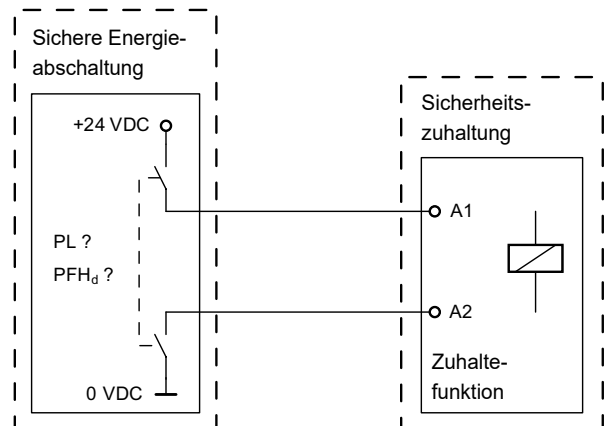 Sichere Energie-
abschaltung
+24 VDC
PL ?
PFHd ?
0 VDC
Sicherheits-
zuhaltung
A1
A2
Zuhalte-
funktion